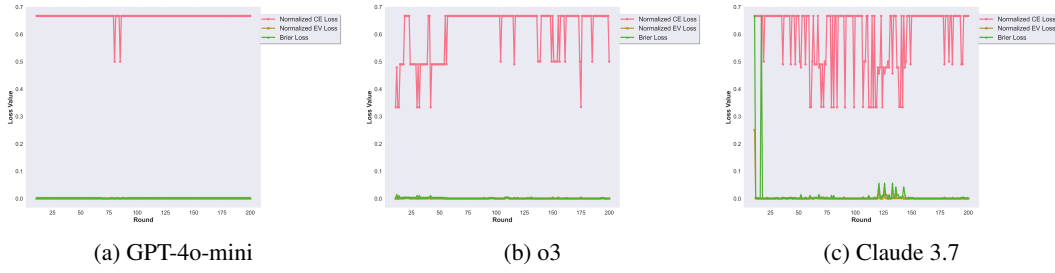 0.7
0.6
0.5
0.4
0.3
0.2
0.1
0.0
Loss Value
25 50 75 100 125 150 175 200
Round
Normalized CE Loss
Normalized EV Loss
Brier Loss
(a) GPT-4o-mini
0.7
0.6
0.5
0.4
0.3
0.2
0.1
0.0
Loss Value
25 50 75 100 125 150 175 200
Round
Normalized CE Loss
Normalized EV Loss
Brier Loss
(b) o3
0.7
0.6
0.5
0.4
0.3
0.2
0.1
0.0
Loss Value
25 50 75 100 125 150 175 200
Round
Normalized CE Loss
Normalized EV Loss
Brier Loss
(c) Claude 3.7